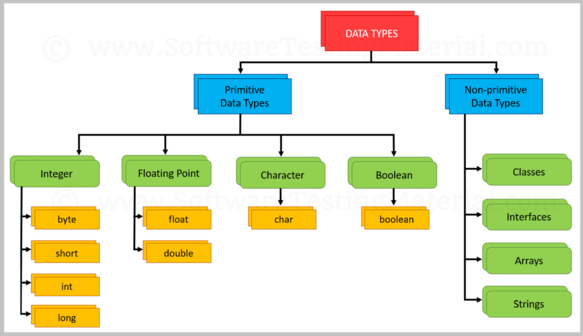 © www.SoftwareTestingMaterial.com
DATA TYPES
Primitive
Data Types
Non-primitive
Data Types
Integer
Floating Point
Character
Boolean
Classes
byte
float
char
boolean
© www.SoftwareTestingMaterial.com
Interfaces
short
double
Arrays
int
Strings
long